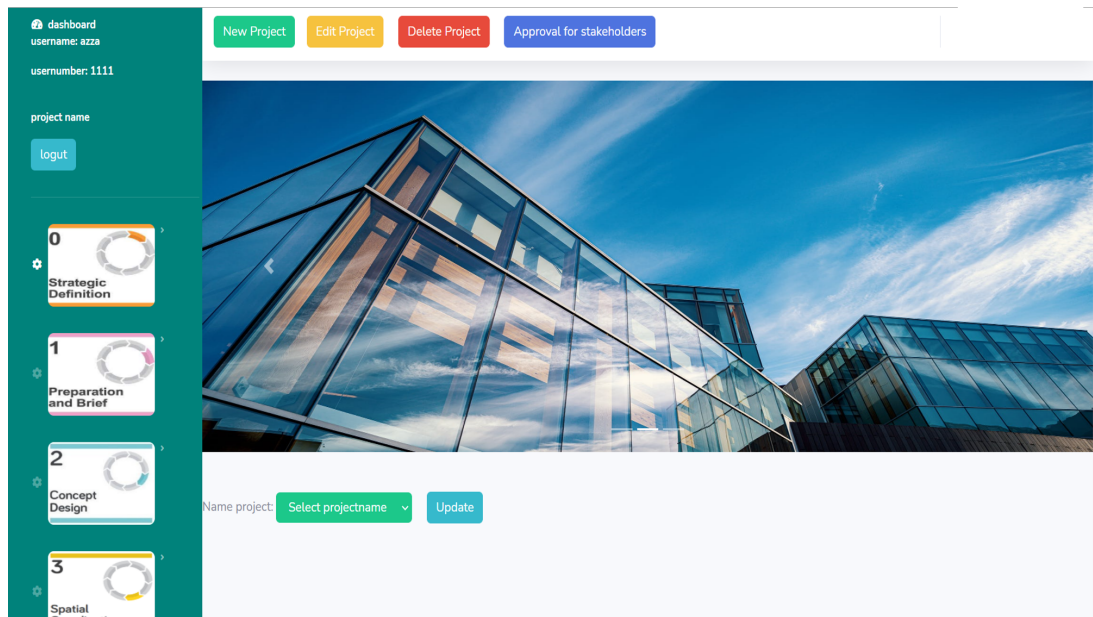 dashboard
username: azza
usernumber: 1111
project name
logut
0
Strategic
Definition
1
Preparation
and Brief
2
Concept
Design
3
Spatial
New Project
Edit Project
Delete Project
Approval for stakeholders
Name project: Select projectname
Update